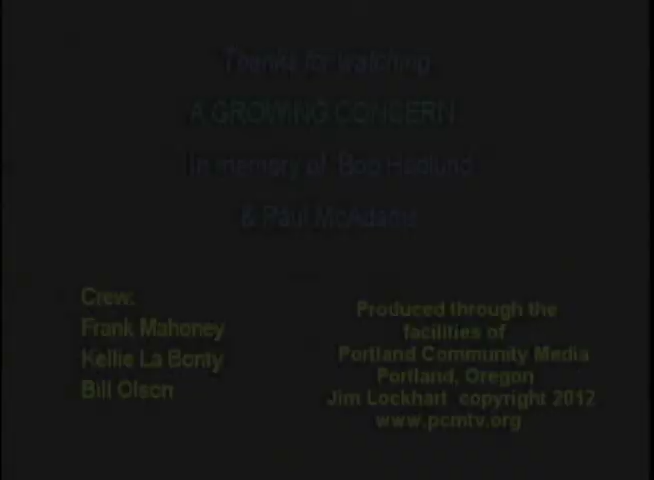 Thanks for watching
A GROWING CONCERN
In memory of Bob Hoglund
& Paul McAdams
Crew:
Frank Mahoney
Kellie La Bonty
Bill Olson
Produced through the
facilities of
Portland Community Media
Portland, Oregon
Jim Lockhart copyright 2012
www.pcmtv.org